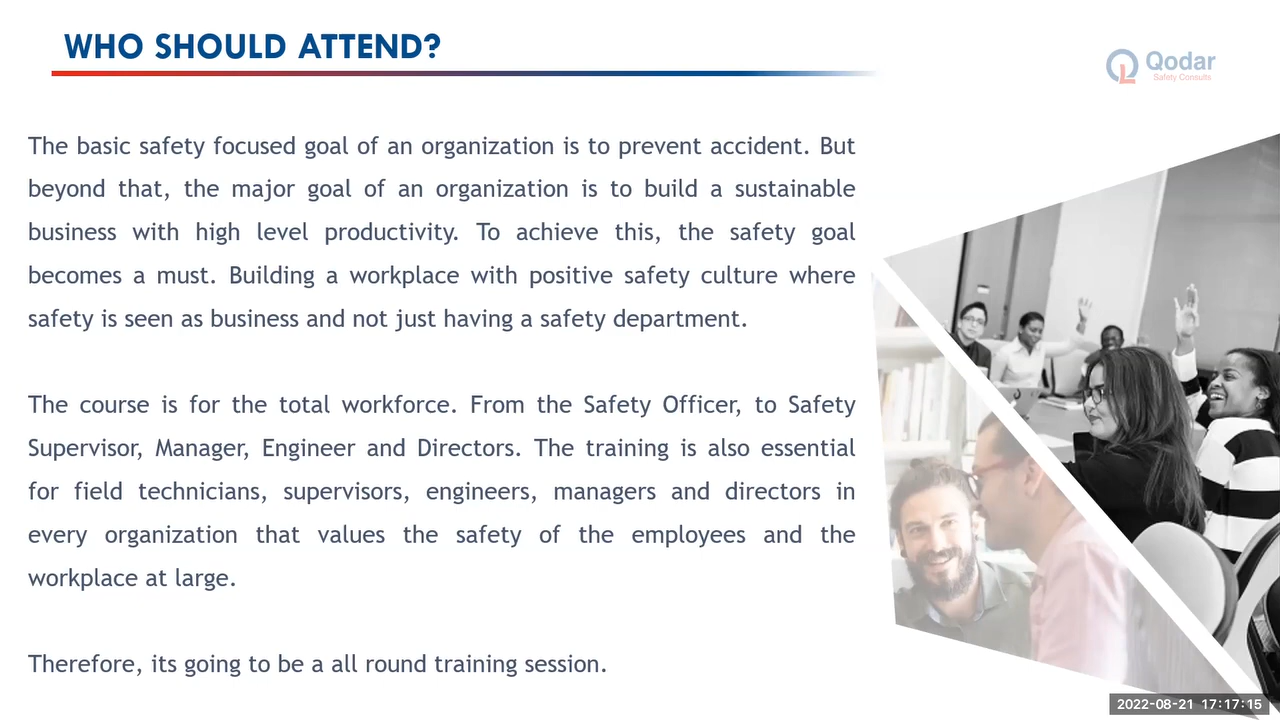 WHO SHOULD ATTEND?
Qodar
Safety Consults
The basic safety focused goal of an organization is to prevent accident. But
beyond that, the major goal of an organization is to build a sustainable
business with high level productivity. To achieve this, the safety goal
becomes a must. Building a workplace with positive safety culture where
safety is seen as business and not just having a safety department.
The course is for the total workforce. From the Safety Officer, to Safety
Supervisor, Manager, Engineer and Directors. The training is also essential
for field technicians, supervisors, engineers, managers and directors in
every organization that values the safety of the employees and the
workplace at large.
Therefore, its going to be a all round training session.
2022-08-21 17:17:15